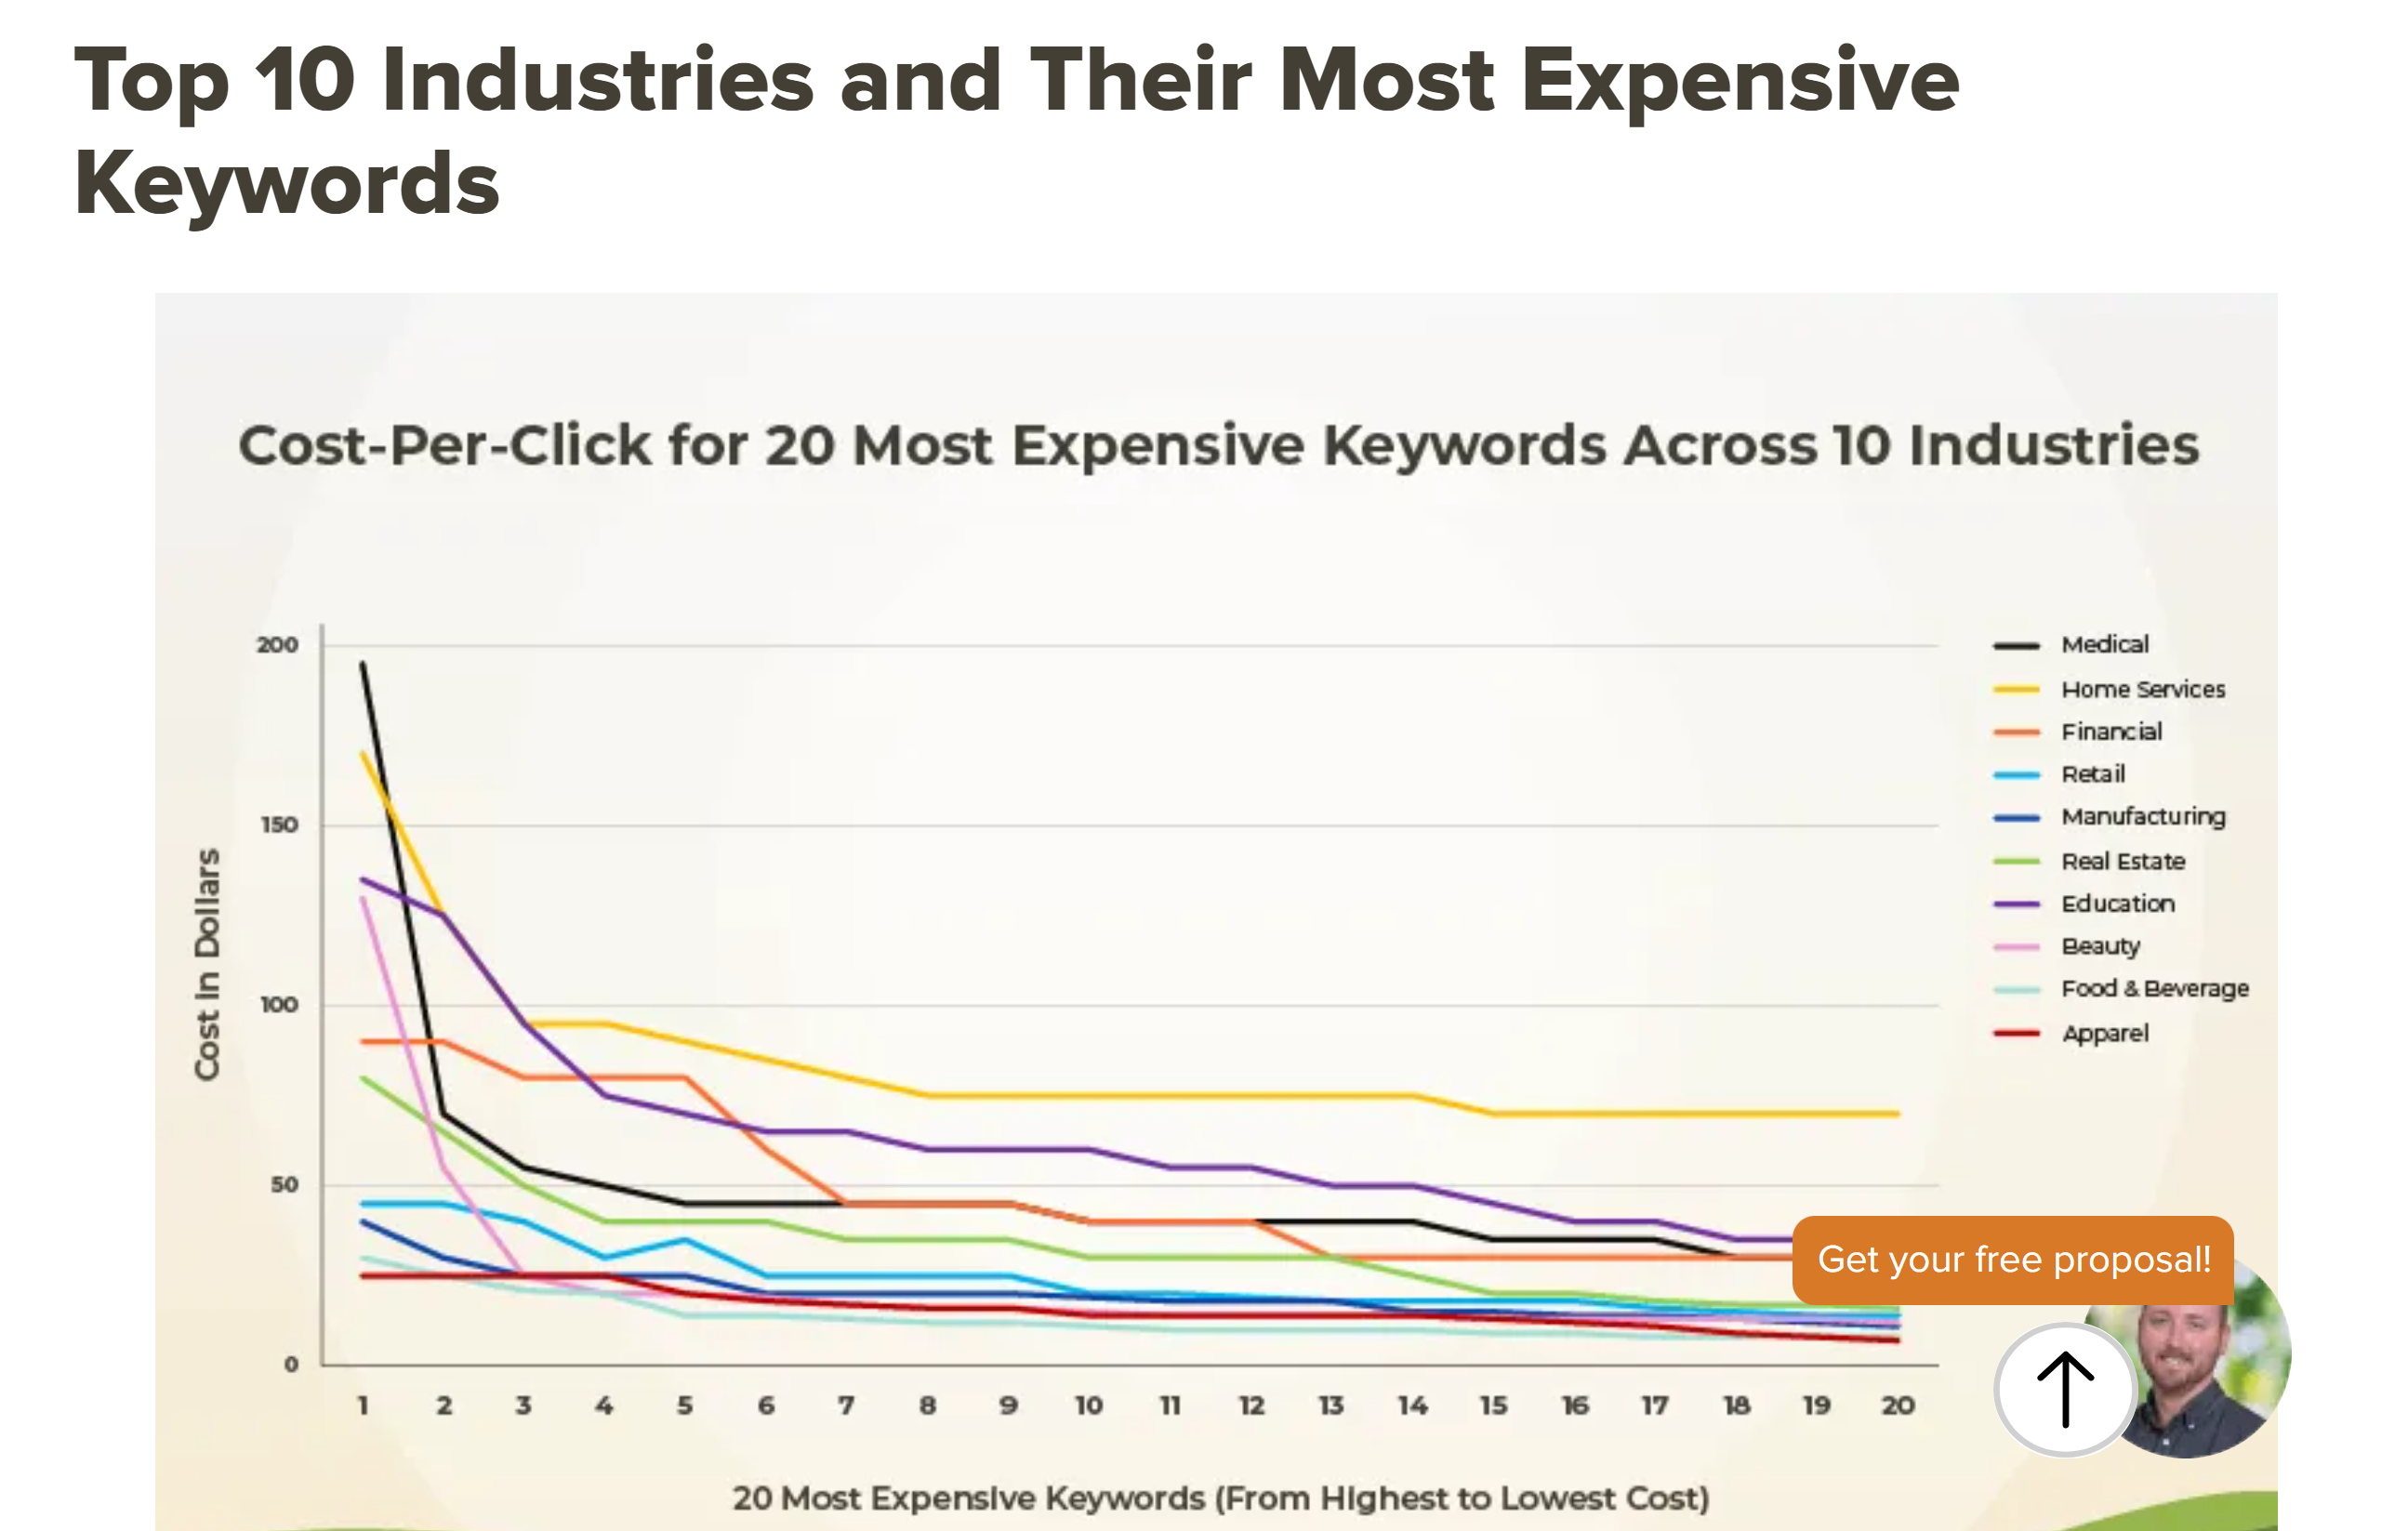 Top 10 Industries and Their Most Expensive
Keywords
Cost-Per-Click for 20 Most Expensive Keywords Across 10 Industries
Cost in Dollars
200
150
100
50
0
1 2 3 4 5 6 7 8 9 10 11 12 13 14 15 16 17 18 19 20
20 Most Expensive Keywords (From Highest to Lowest Cost)
Medical
Home Services
Financial
Retail
Manufacturing
Real Estate
Education
Beauty
Food & Beverage
Apparel
Get your free proposal!